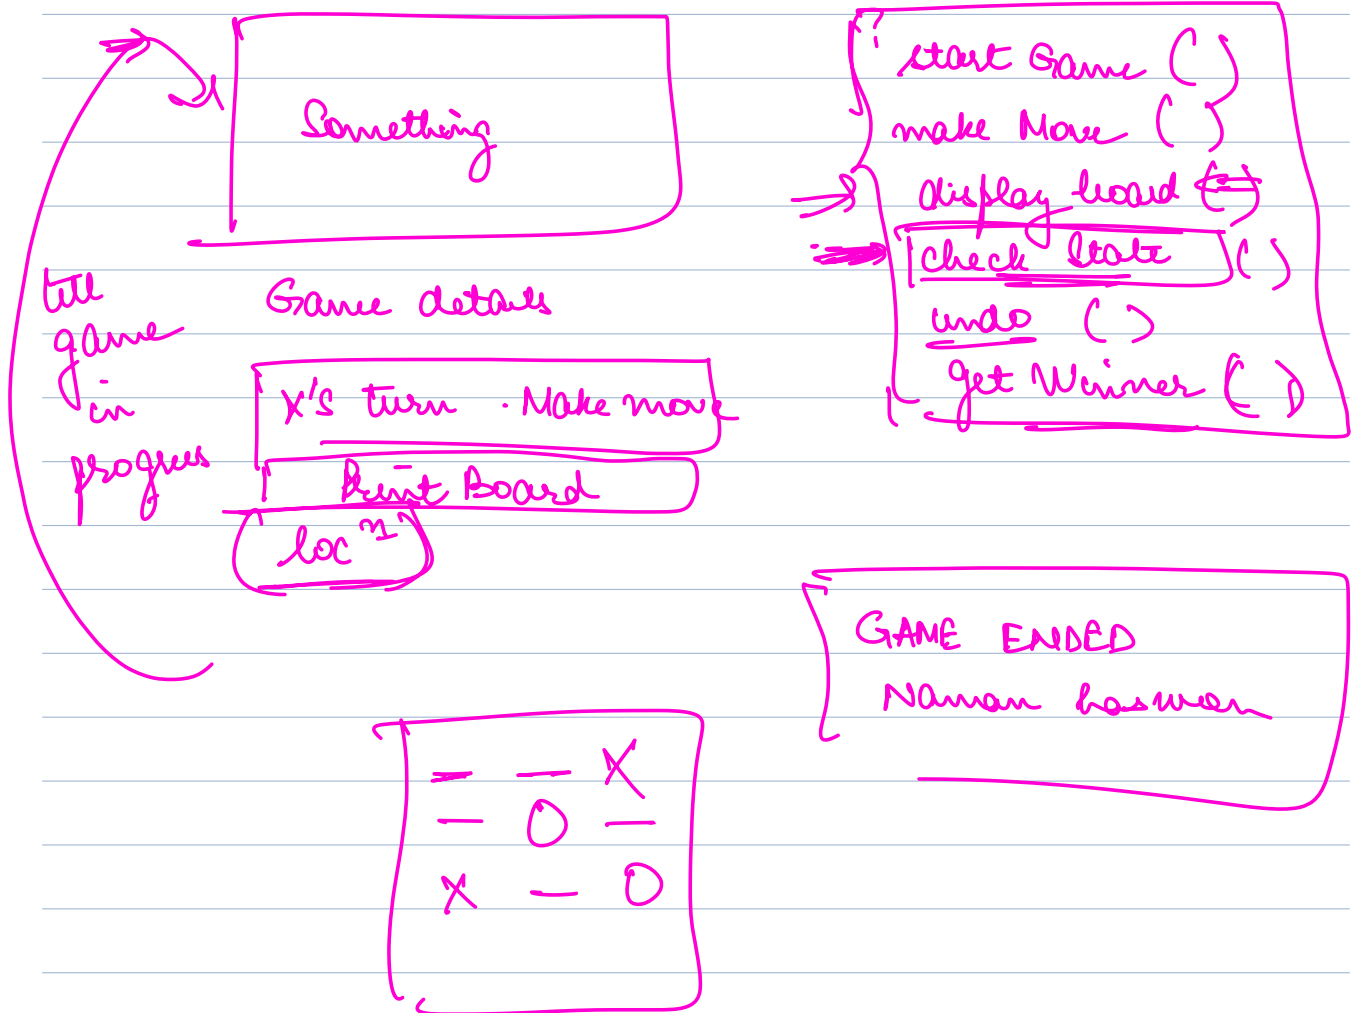 Something
till
game
in
progress
Game details
X's turn . Make move
Print Board
locⁿ
?
start Game ( )
make Move ( )
display board ( )
check State ( )
undo ( )
get Winner ( )
GAME ENDED
Naman has won
— — X
— O —
X — O